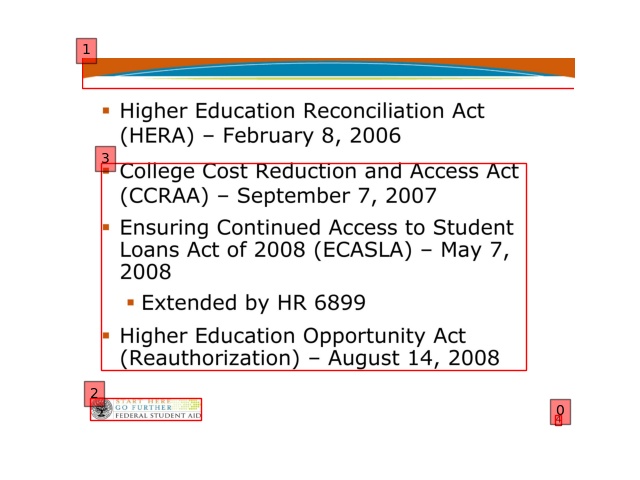 1
Higher Education Reconciliation Act
(HERA) – February 8, 2006
3
College Cost Reduction and Access Act
(CCRAA) – September 7, 2007
Ensuring Continued Access to Student
Loans Act of 2008 (ECASLA) – May 7,
2008
Extended by HR 6899
Higher Education Opportunity Act
(Reauthorization) – August 14, 2008
2
START HERE
GO FURTHER
FEDERAL STUDENT AID
0